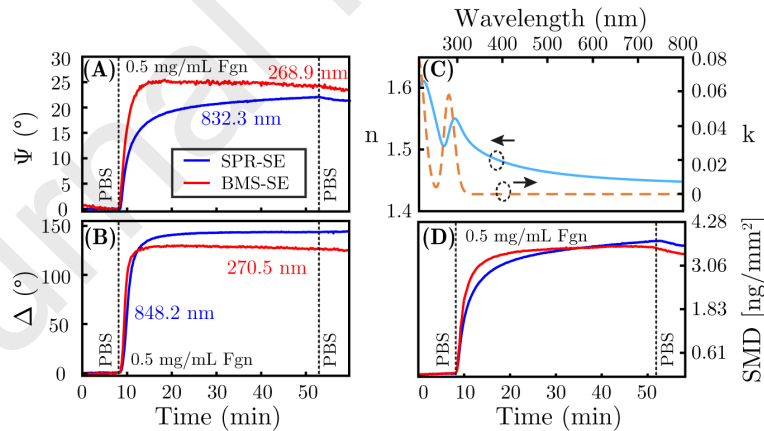 Wavelength (nm)
300 400 500 600 700 800
30
25
20
15
10
5
0
Ψ (°)
(A)
0.5 mg/mL Fgn
268.9 nm
832.3 nm
SPR-SE
BMS-SE
PBS
PBS
(C)
1.6
1.5
1.4
n
0.08
0.06
0.04
0.02
0
k
150
100
50
0
Δ (°)
(B)
270.5 nm
848.2 nm
0.5 mg/mL Fgn
PBS
PBS
0 10 20 30 40 50
Time (min)
(D)
0.5 mg/mL Fgn
PBS
PBS
4.28
3.06
1.83
0.61
SMD [ng/mm²]
0 10 20 30 40 50
Time (min)